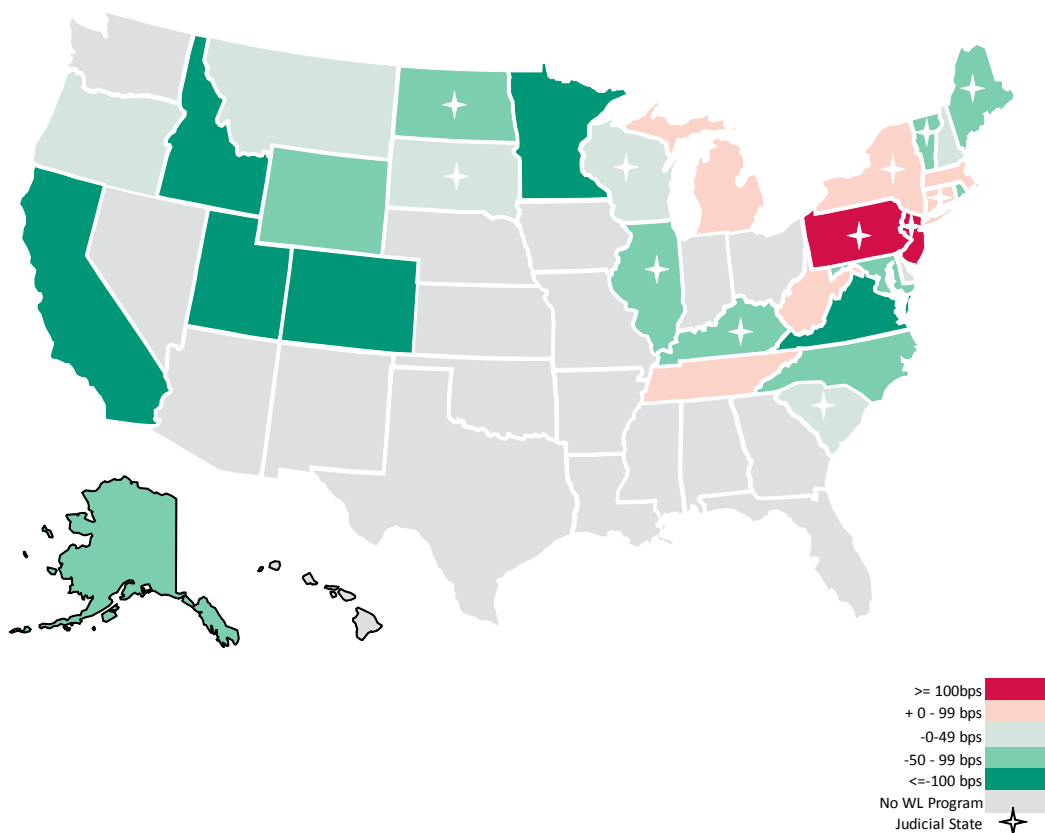 >= 100bps
+ 0 - 99 bps
-0-49 bps
-50 - 99 bps
<=-100 bps
No WL Program
Judicial State